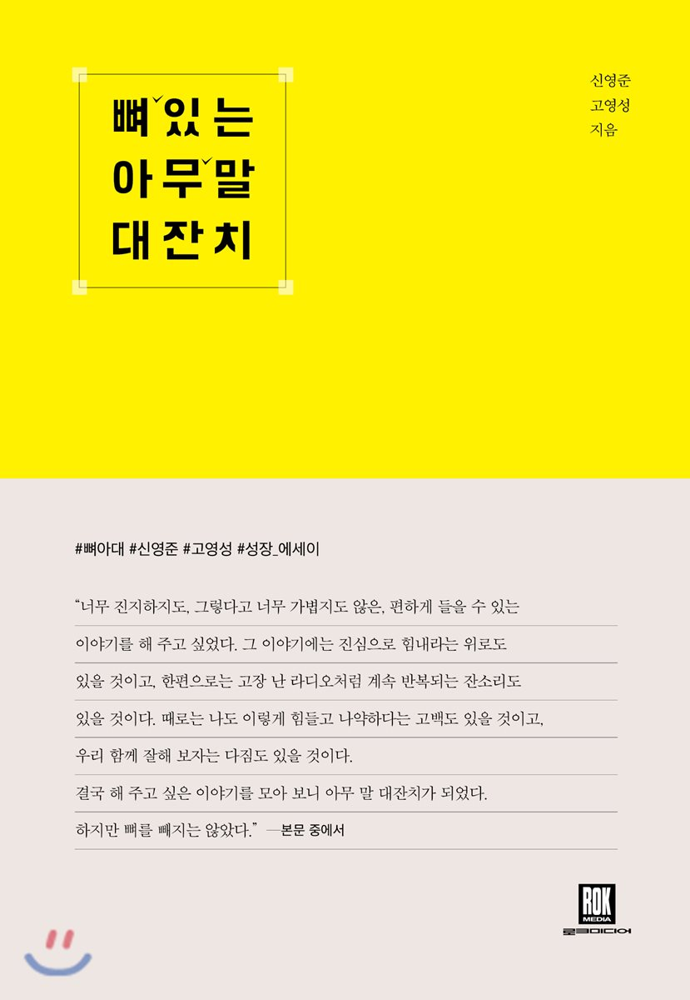 뼈있는
아무말
대잔치
신영준
고영성
지음
#뼈아대 #신영준 #고영성 #성장_에세이
“너무 진지하지도, 그렇다고 너무 가볍지도 않은, 편하게 들을 수 있는
이야기를 해 주고 싶었다. 그 이야기에는 진심으로 힘내라는 위로도
있을 것이고, 한편으로는 고장 난 라디오처럼 계속 반복되는 잔소리도
있을 것이다. 때로는 나도 이렇게 힘들고 나약하다는 고백도 있을 것이고,
우리 함께 잘해 보자는 다짐도 있을 것이다.
결국 해 주고 싶은 이야기를 모아 보니 아무 말 대잔치가 되었다.
하지만 뼈를 빼지는 않았다.” —본문 중에서
ROK
MEDIA
로크미디어